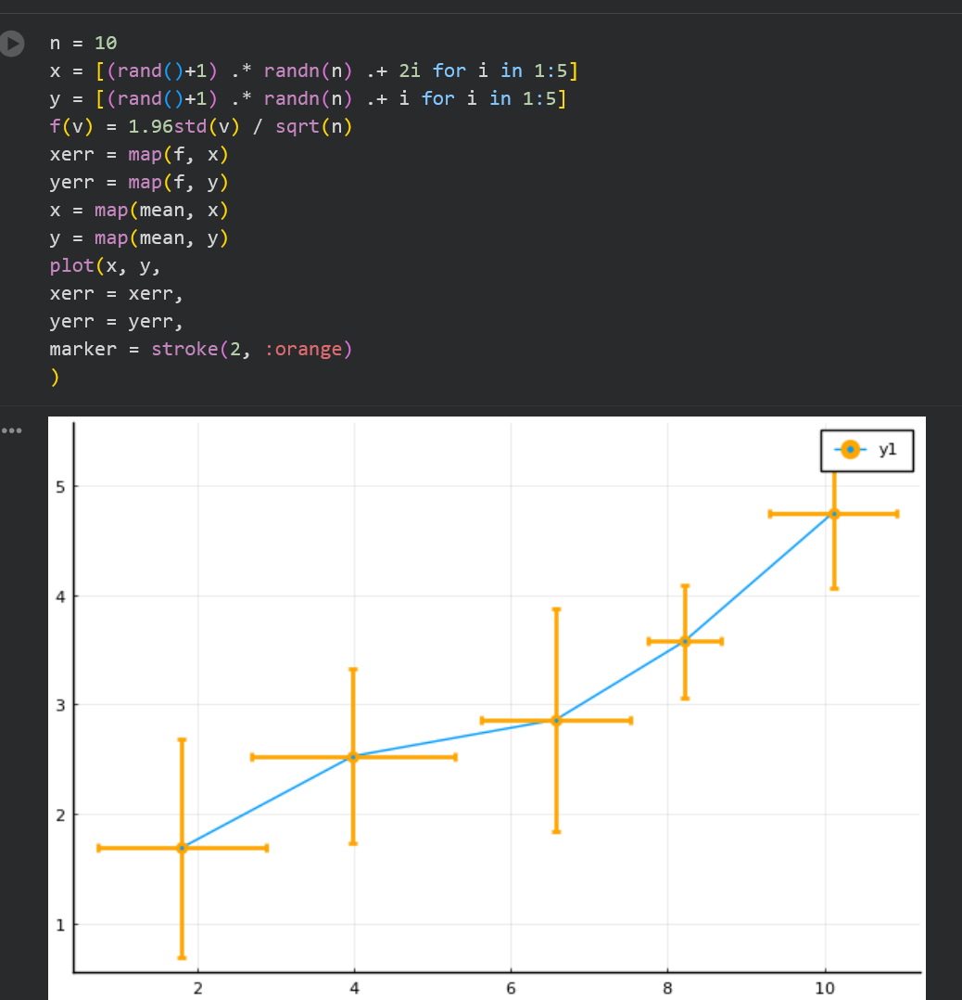 n = 10
x = [(rand()+1) .* randn(n) .+ 2i for i in 1:5]
y = [(rand()+1) .* randn(n) .+ i for i in 1:5]
f(v) = 1.96std(v) / sqrt(n)
xerr = map(f, x)
yerr = map(f, y)
x = map(mean, x)
y = map(mean, y)
plot(x, y,
xerr = xerr,
yerr = yerr,
marker = stroke(2, :orange)
)
y1
5
4
3
2
1
2 4 6 8 10